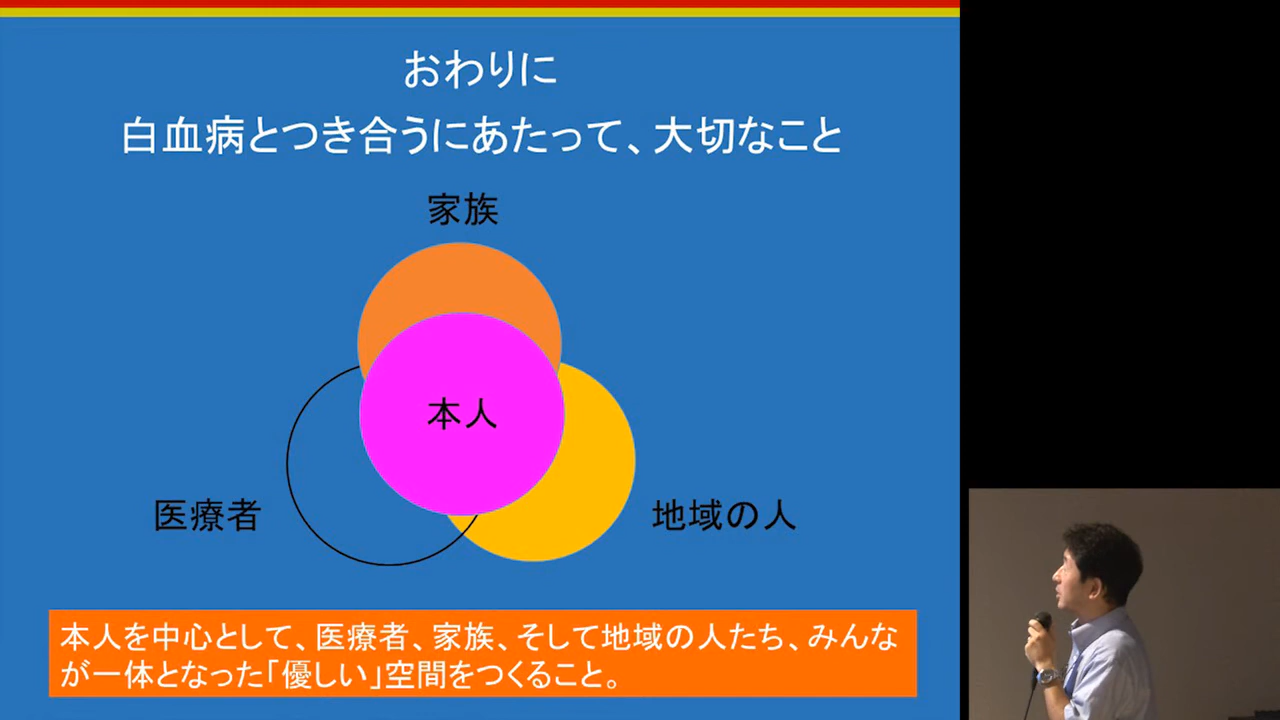 おわりに
白血病とつき合うにあたって、大切なこと
家族
本人
医療者
地域の人
本人を中心として、医療者、家族、そして地域の人たち、みんな
が一体となった「優しい」空間をつくること。